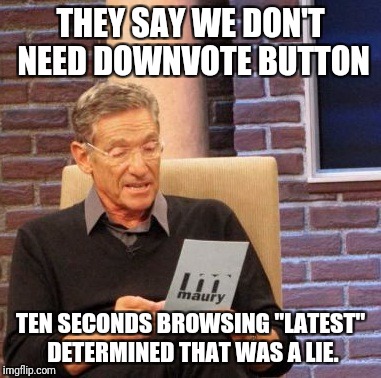 THEY SAY WE DON'T
NEED DOWNVOTE BUTTON
maury
TEN SECONDS BROWSING "LATEST"
DETERMINED THAT WAS A LIE.
imgflip.com